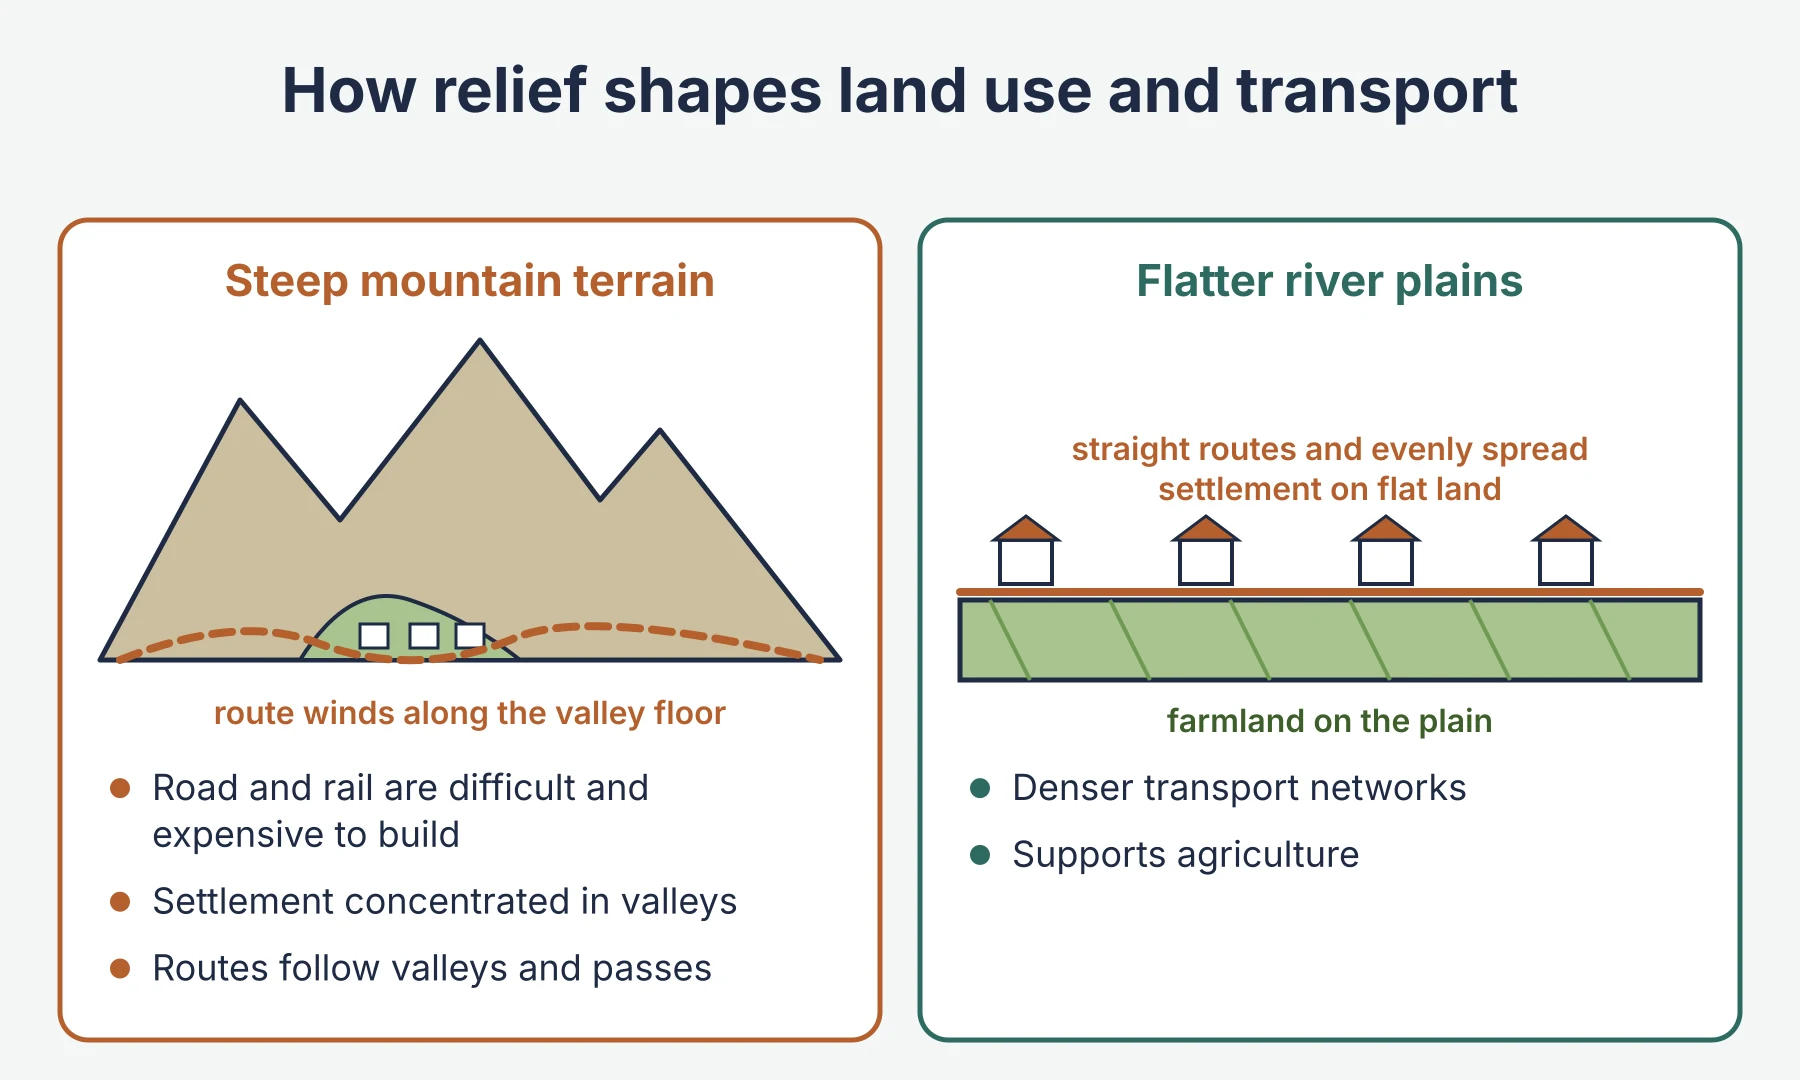 How relief shapes land use and transport
Steep mountain terrain
route winds along the valley floor
Road and rail are difficult and
expensive to build
Settlement concentrated in valleys
Routes follow valleys and passes
Flatter river plains
straight routes and evenly spread
settlement on flat land
farmland on the plain
Denser transport networks
Supports agriculture